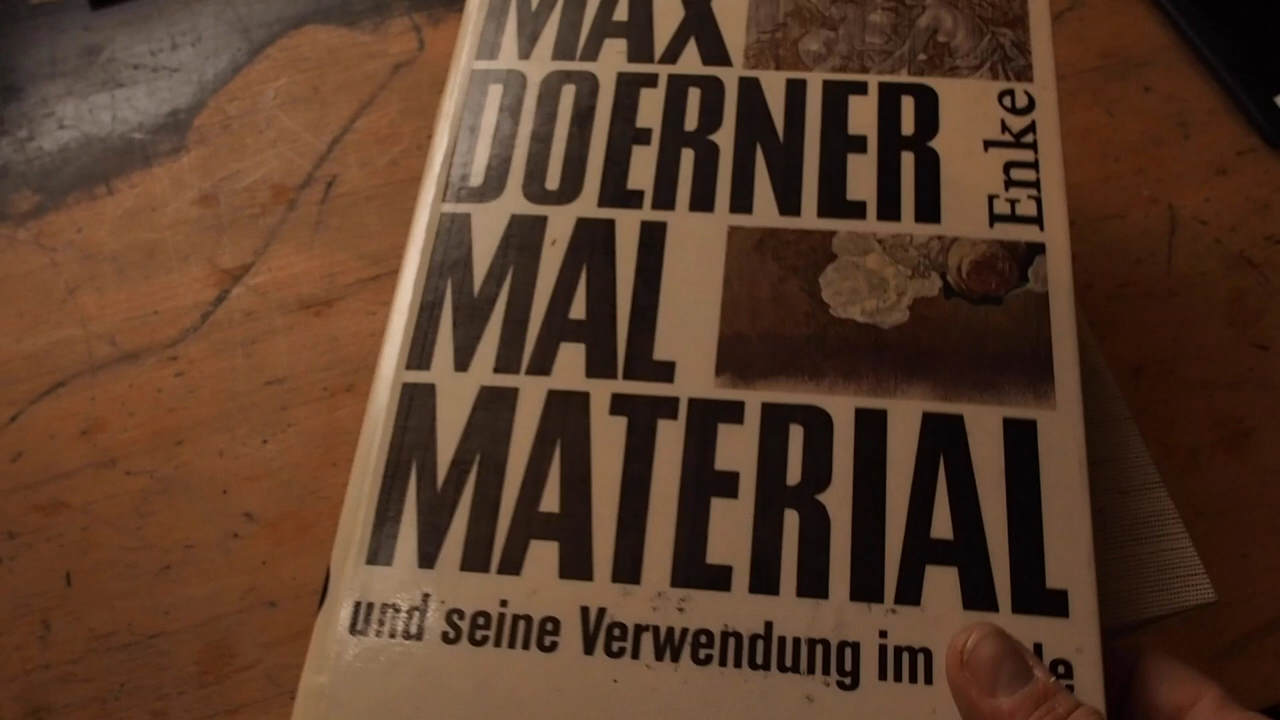 MAX
DOERNER
Enke
MAL
MATERIAL
und seine Verwendung im